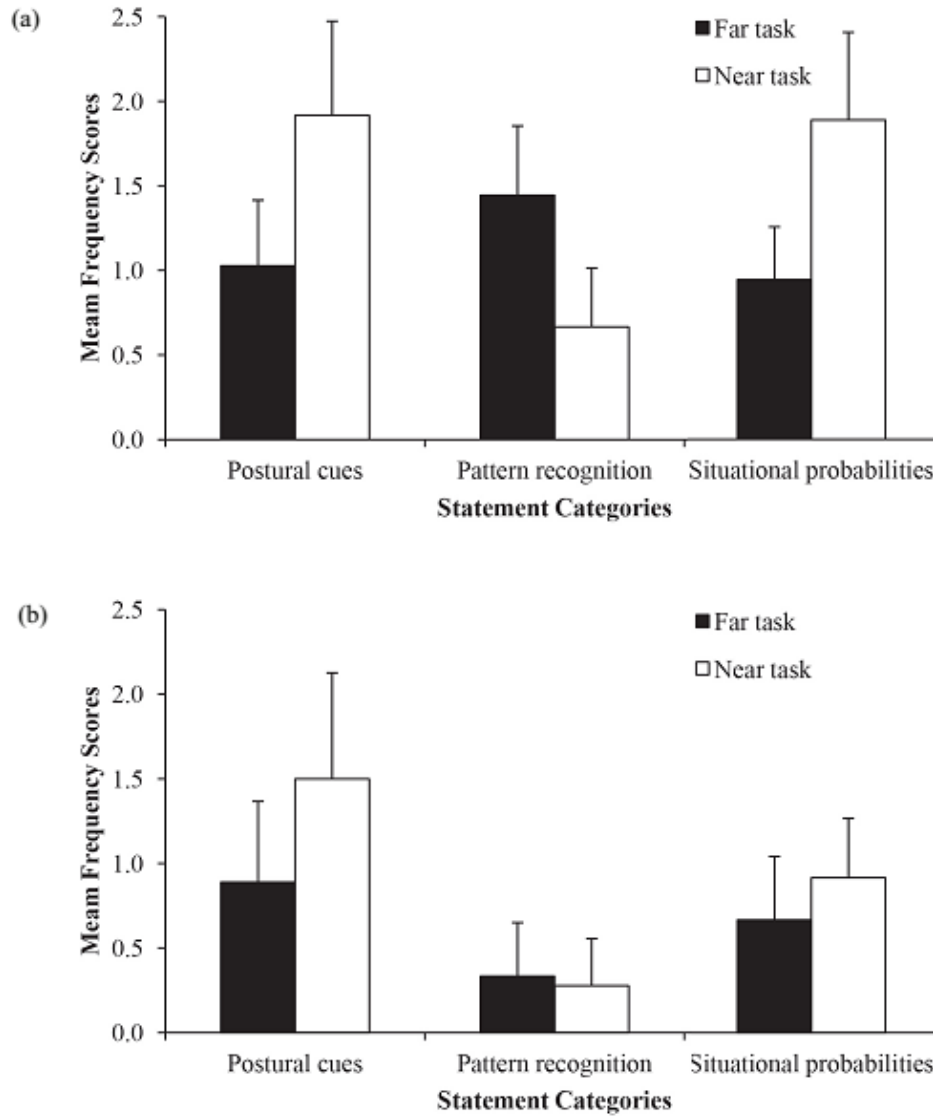 (a)
2.5
2.0
1.5
1.0
0.5
0.0
Meam Frequency Scores
Far task
Near task
Postural cues
Pattern recognition
Situational probabilities
Statement Categories
(b)
2.5
2.0
1.5
1.0
0.5
0.0
Meam Frequency Scores
Far task
Near task
Postural cues
Pattern recognition
Situational probabilities
Statement Categories